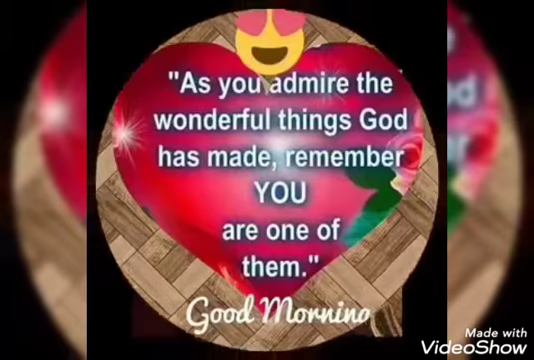 "As you admire the
wonderful things God
has made, remember
YOU
are one of
them."
Good Morning
Made with
VideoShow